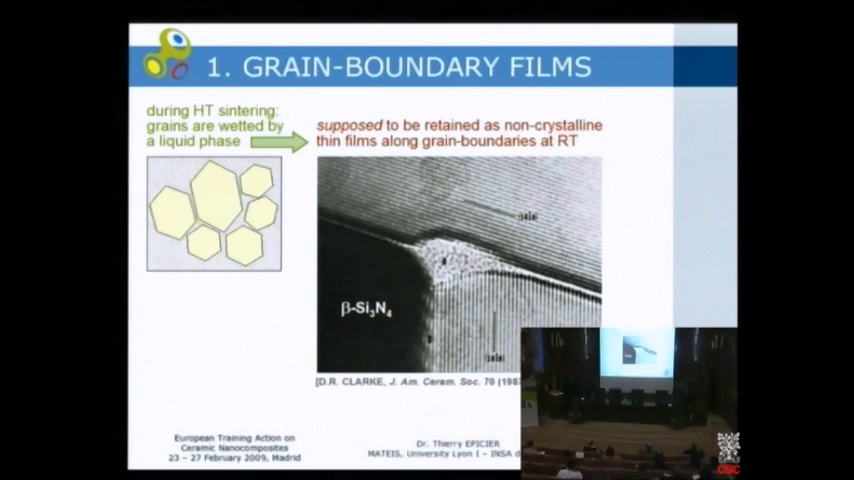 1. GRAIN-BOUNDARY FILMS
during HT sintering:
grains are wetted by
a liquid phase
supposed to be retained as non-crystalline
thin films along grain-boundaries at RT
β-Si3N4
[D.R. CLARKE, J. Am. Ceram. Soc. 70 (198
European Training Action on
Ceramic Nanocomposites
23 – 27 February 2009, Madrid
Dr. Thierry EPICIER
MATEIS, University Lyon I – INSA d
CSIC